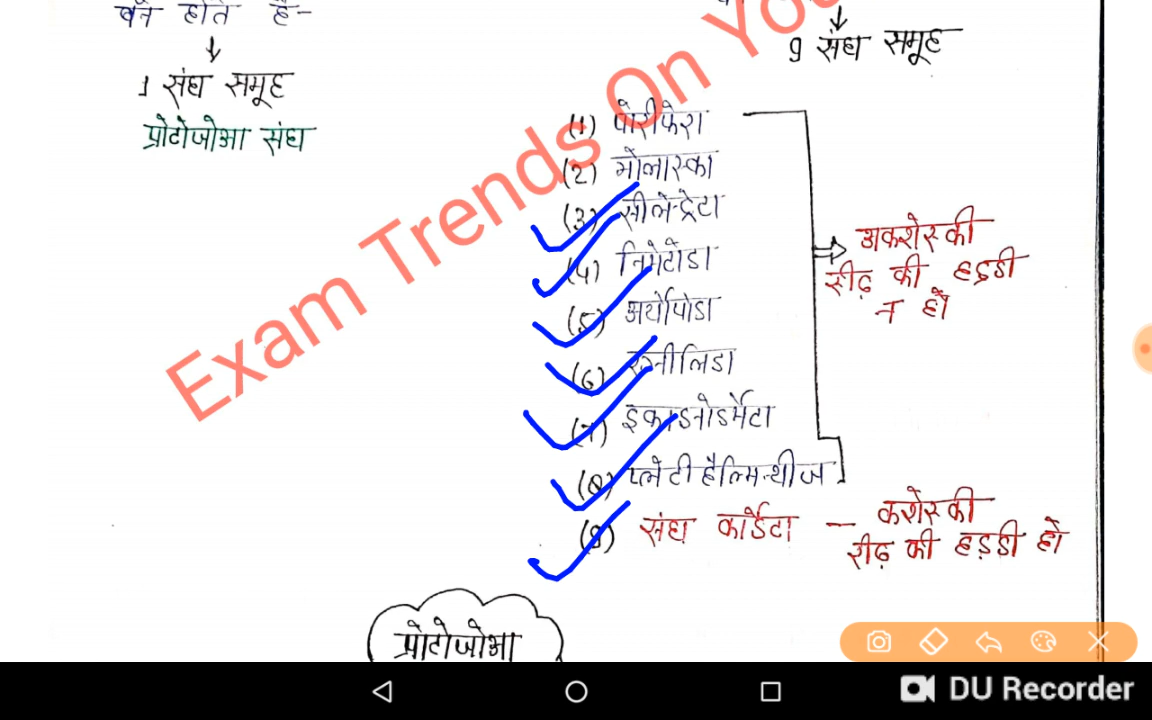 बने होते है-
1 संघ समूह
प्रोटोजोआ संघ
9 संघ समूह
(1) पोरीफेरा
(2) मोलास्का
(3) सीलेन्ट्रेटा
(4) निमेटोडा
(5) अर्थोपोडा
(6) एनीलिडा
(7) इकाइनोडर्मेटा
(8) प्लेटीहैल्मिन्थीज
(9) संघ कार्डेटा – कशेरूकी
रीढ़ की हड्डी हो
अकशेरूकी
रीढ़ की हड्डी
न हो
Exam Trends On You
प्रोटोजोआ
DU Recorder